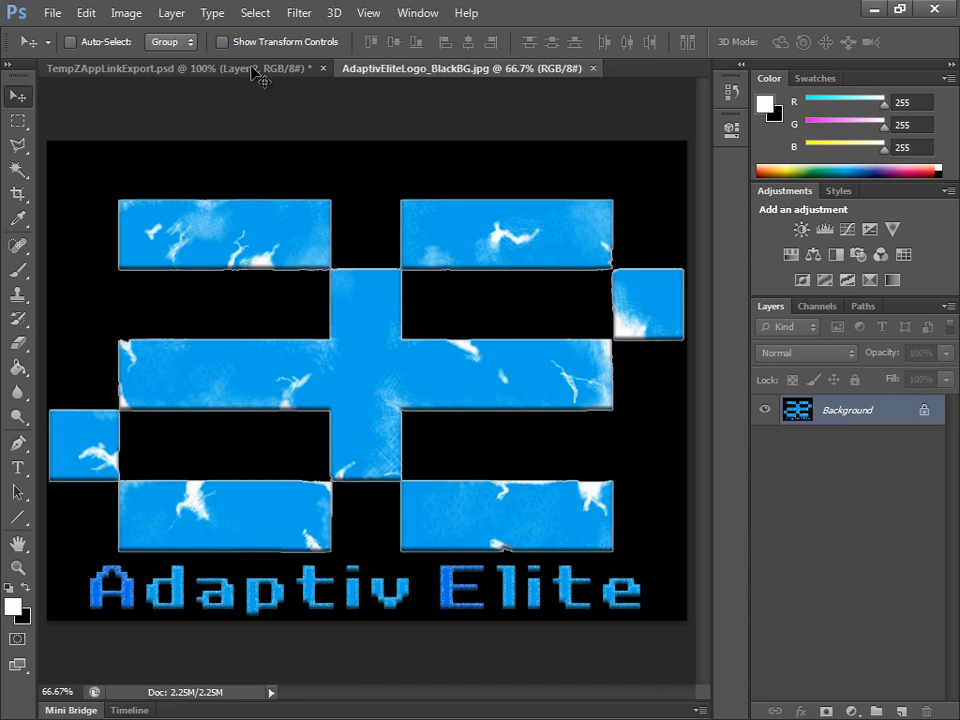 Ps File Edit Image Layer Type Select Filter 3D View Window Help
Auto-Select: Group Show Transform Controls 3D Mode:
TempZAppLinkExport.psd @ 100% (Layer RGB/8#) * × AdaptivEliteLogo_BlackBG.jpg @ 66.7% (RGB/8#) ×
Color Swatches
R 255
G 255
B 255
Adjustments Styles
Add an adjustment
Layers Channels Paths
Kind
Normal Opacity: 100%
Lock: Fill: 100%
Background
Adaptiv Elite
66.67% Doc: 2.25M/2.25M
Mini Bridge Timeline